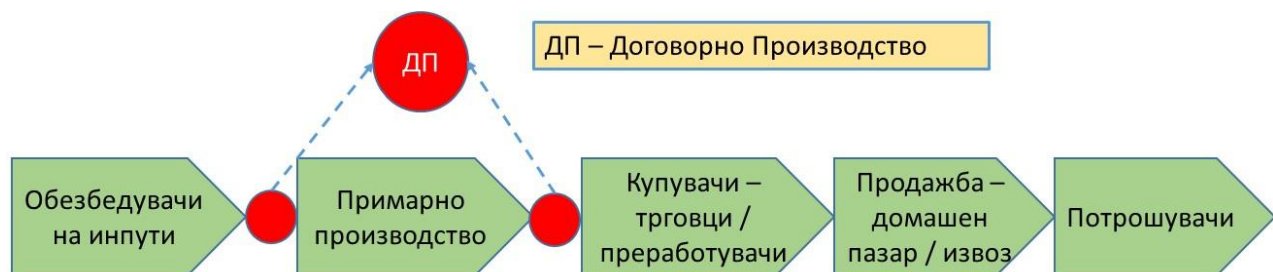 ДП
ДП – Договорно Производство
Обезбедувачи
на инпути
Примарно
производство
Купувачи –
трговци /
преработувачи
Продажба –
домашен
пазар / извоз
Потрошувачи